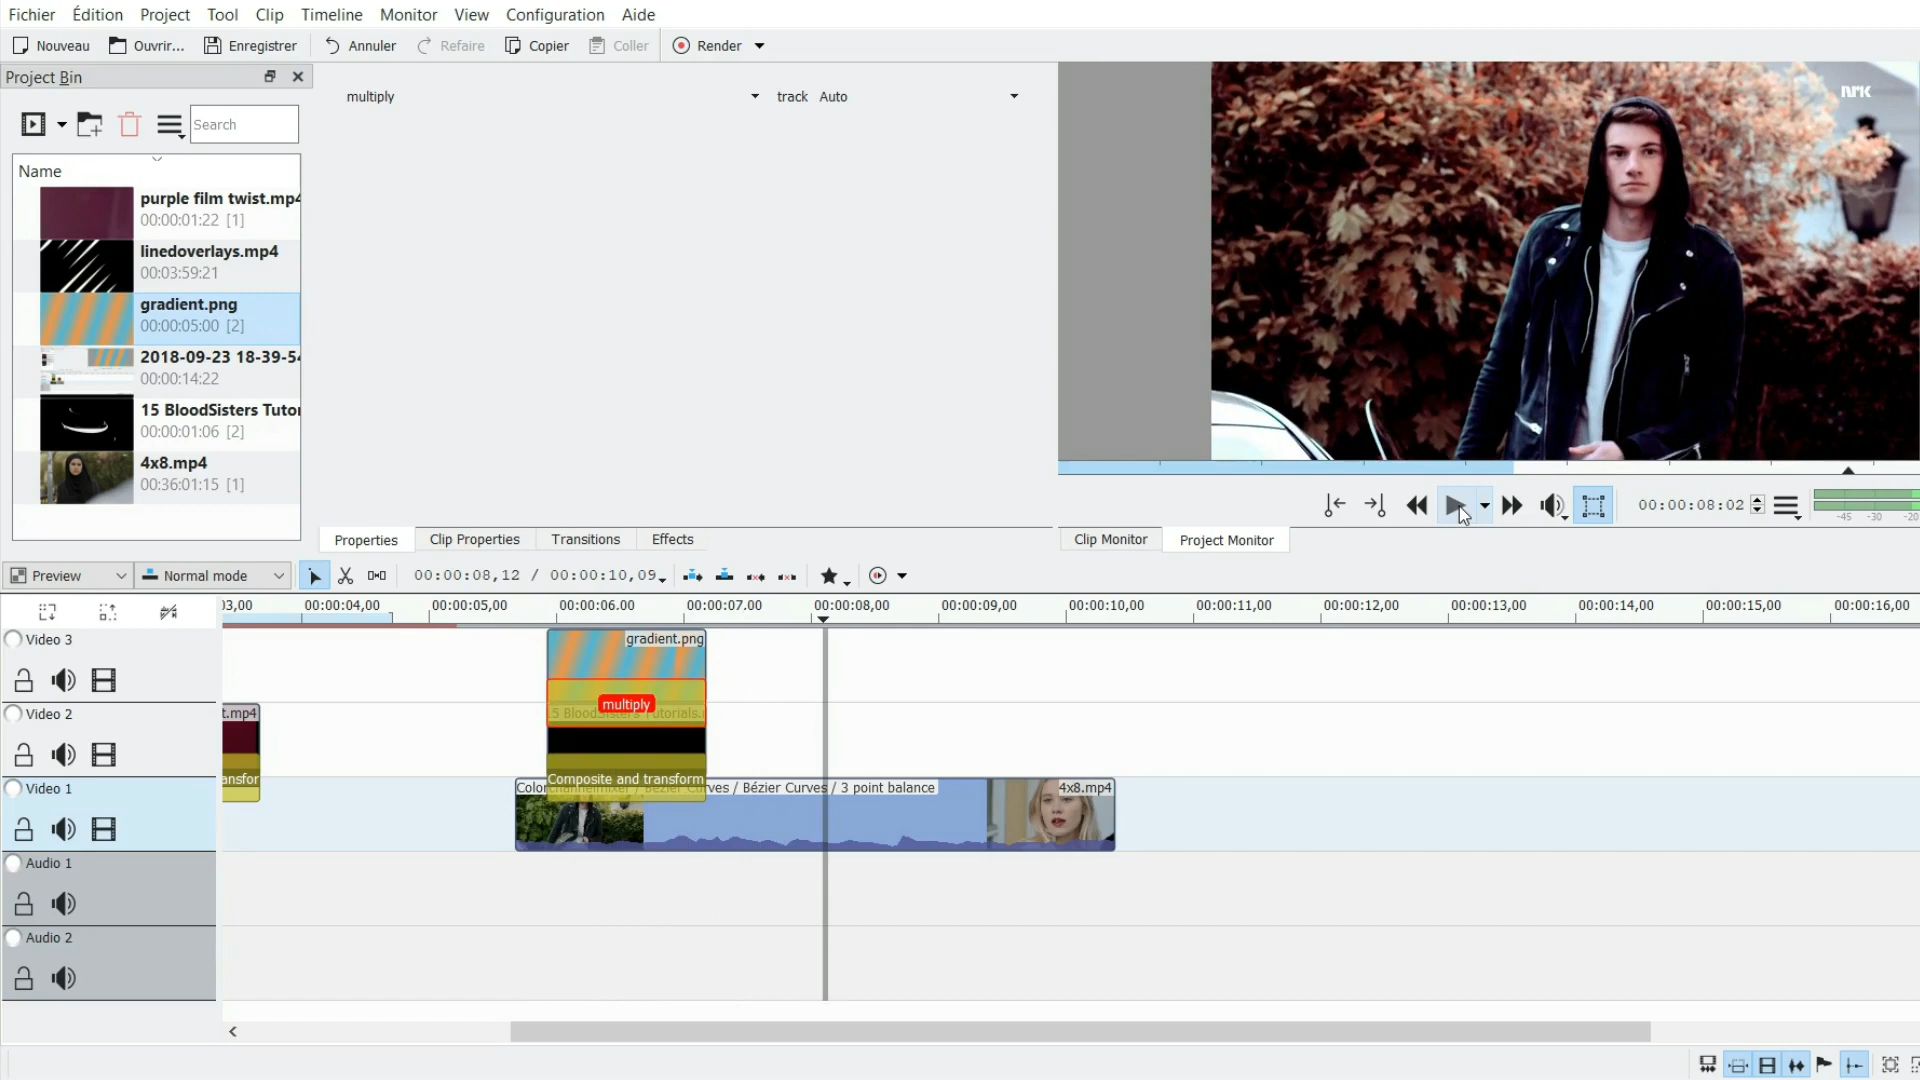 Fichier Édition Project Tool Clip Timeline Monitor View Configuration Aide
Nouveau Ouvrir... Enregistrer Annuler Refaire Copier Coller Render
Project Bin
multiply track Auto
Search
Name
purple film twist.mp4
00:00:01:22 [1]
linedoverlays.mp4
00:03:59:21
gradient.png
00:00:05:00 [2]
2018-09-23 18-39-54
00:00:14:22
15 BloodSisters Tutor
00:00:01:06 [2]
4x8.mp4
00:36:01:15 [1]
nrk
00:00:08:02
-45 -30 -20
Properties Clip Properties Transitions Effects
Clip Monitor Project Monitor
Preview Normal mode 00:00:08,12 / 00:00:10,09
03,00 00:00:04,00 00:00:05,00 00:00:06.00 00:00:07.00 00:00:08,00 00:00:09,00 00:00:10,00 00:00:11,00 00:00:12,00 00:00:13,00 00:00:14,00 00:00:15,00 00:00:16,00
Video 3
gradient.png
multiply
Video 2
t.mp4
5 BloodSisters Tutorials.
ansfor
Composite and transform
Video 1
Colorchannelmixer / Bézier Curves / Bézier Curves / 3 point balance
4x8.mp4
Audio 1
Audio 2